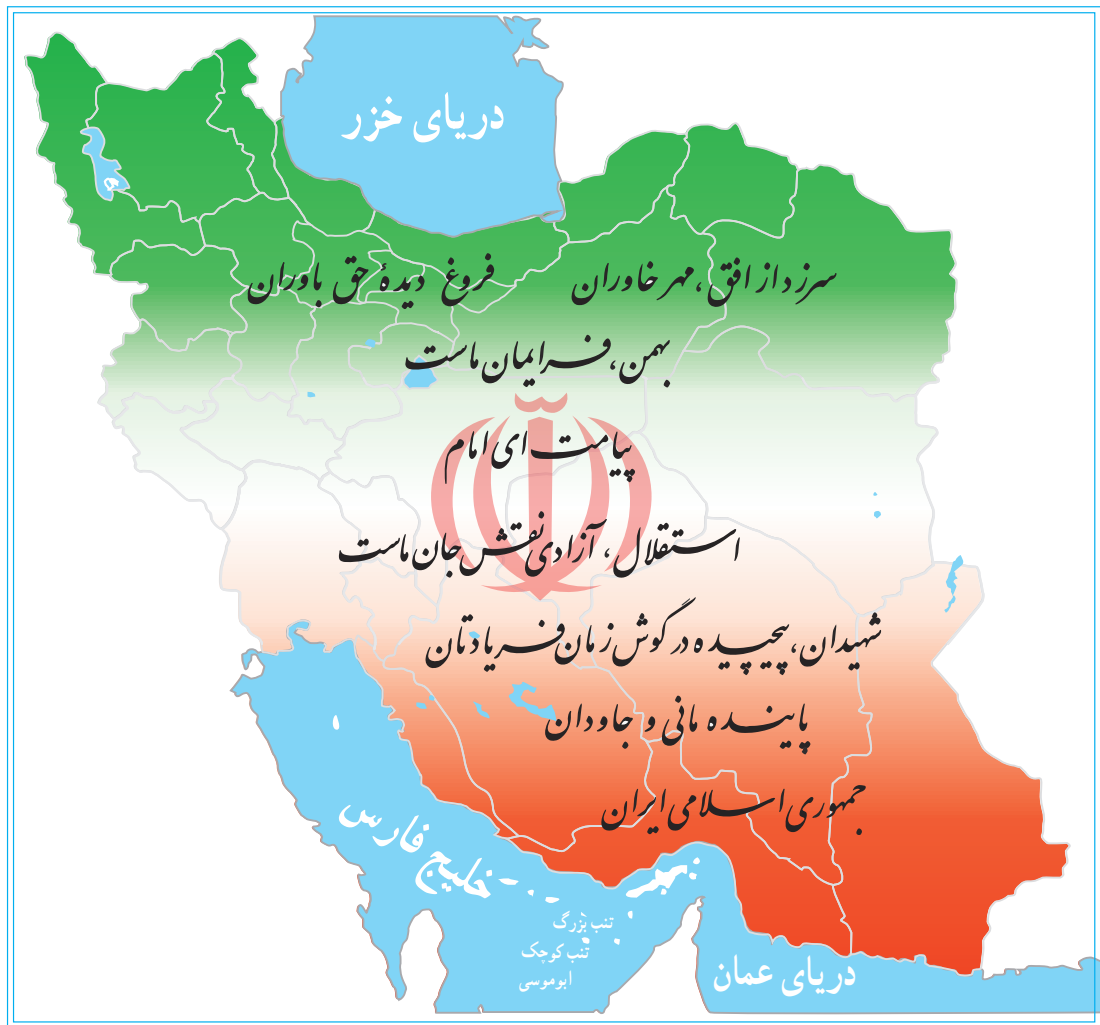 دریای خزر
سر زد از افق، مهر خاوران فروغ دیدهٔ حق باوران
بهمن، فر ایمان ماست
پیامت ای امام
استقلال، آزادی نقش جان ماست
شهیدان، پیچیده در گوش زمان فریادتان
پاینده مانی و جاودان
جمهوری اسلامی ایران
خلیج فارس
تنب بزرگ
تنب کوچک
ابوموسی
دریای عمان